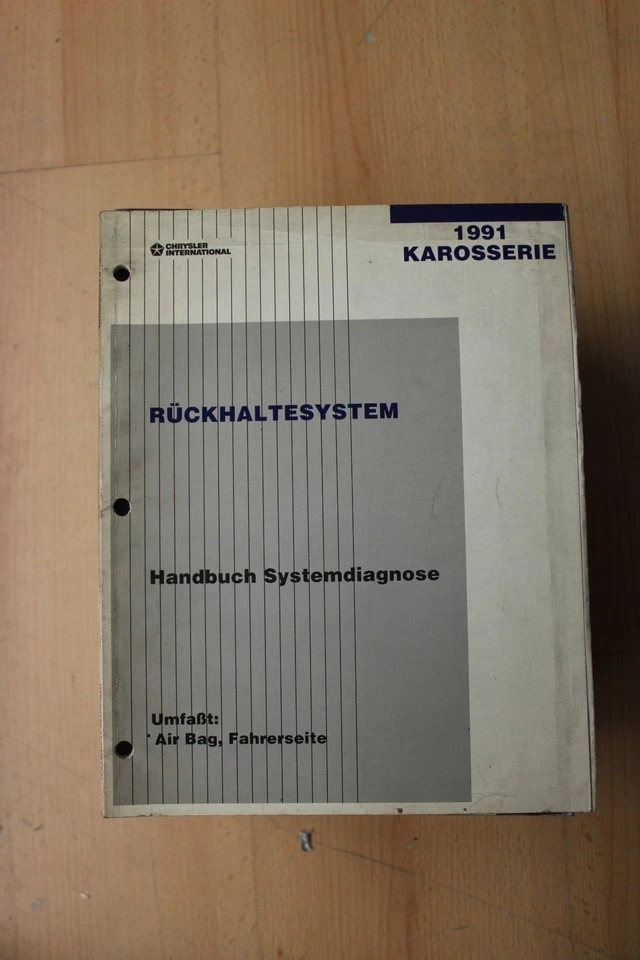 CHRYSLER
INTERNATIONAL
1991
KAROSSERIE
RÜCKHALTESYSTEM
Handbuch Systemdiagnose
Umfaßt:
· Air Bag, Fahrerseite